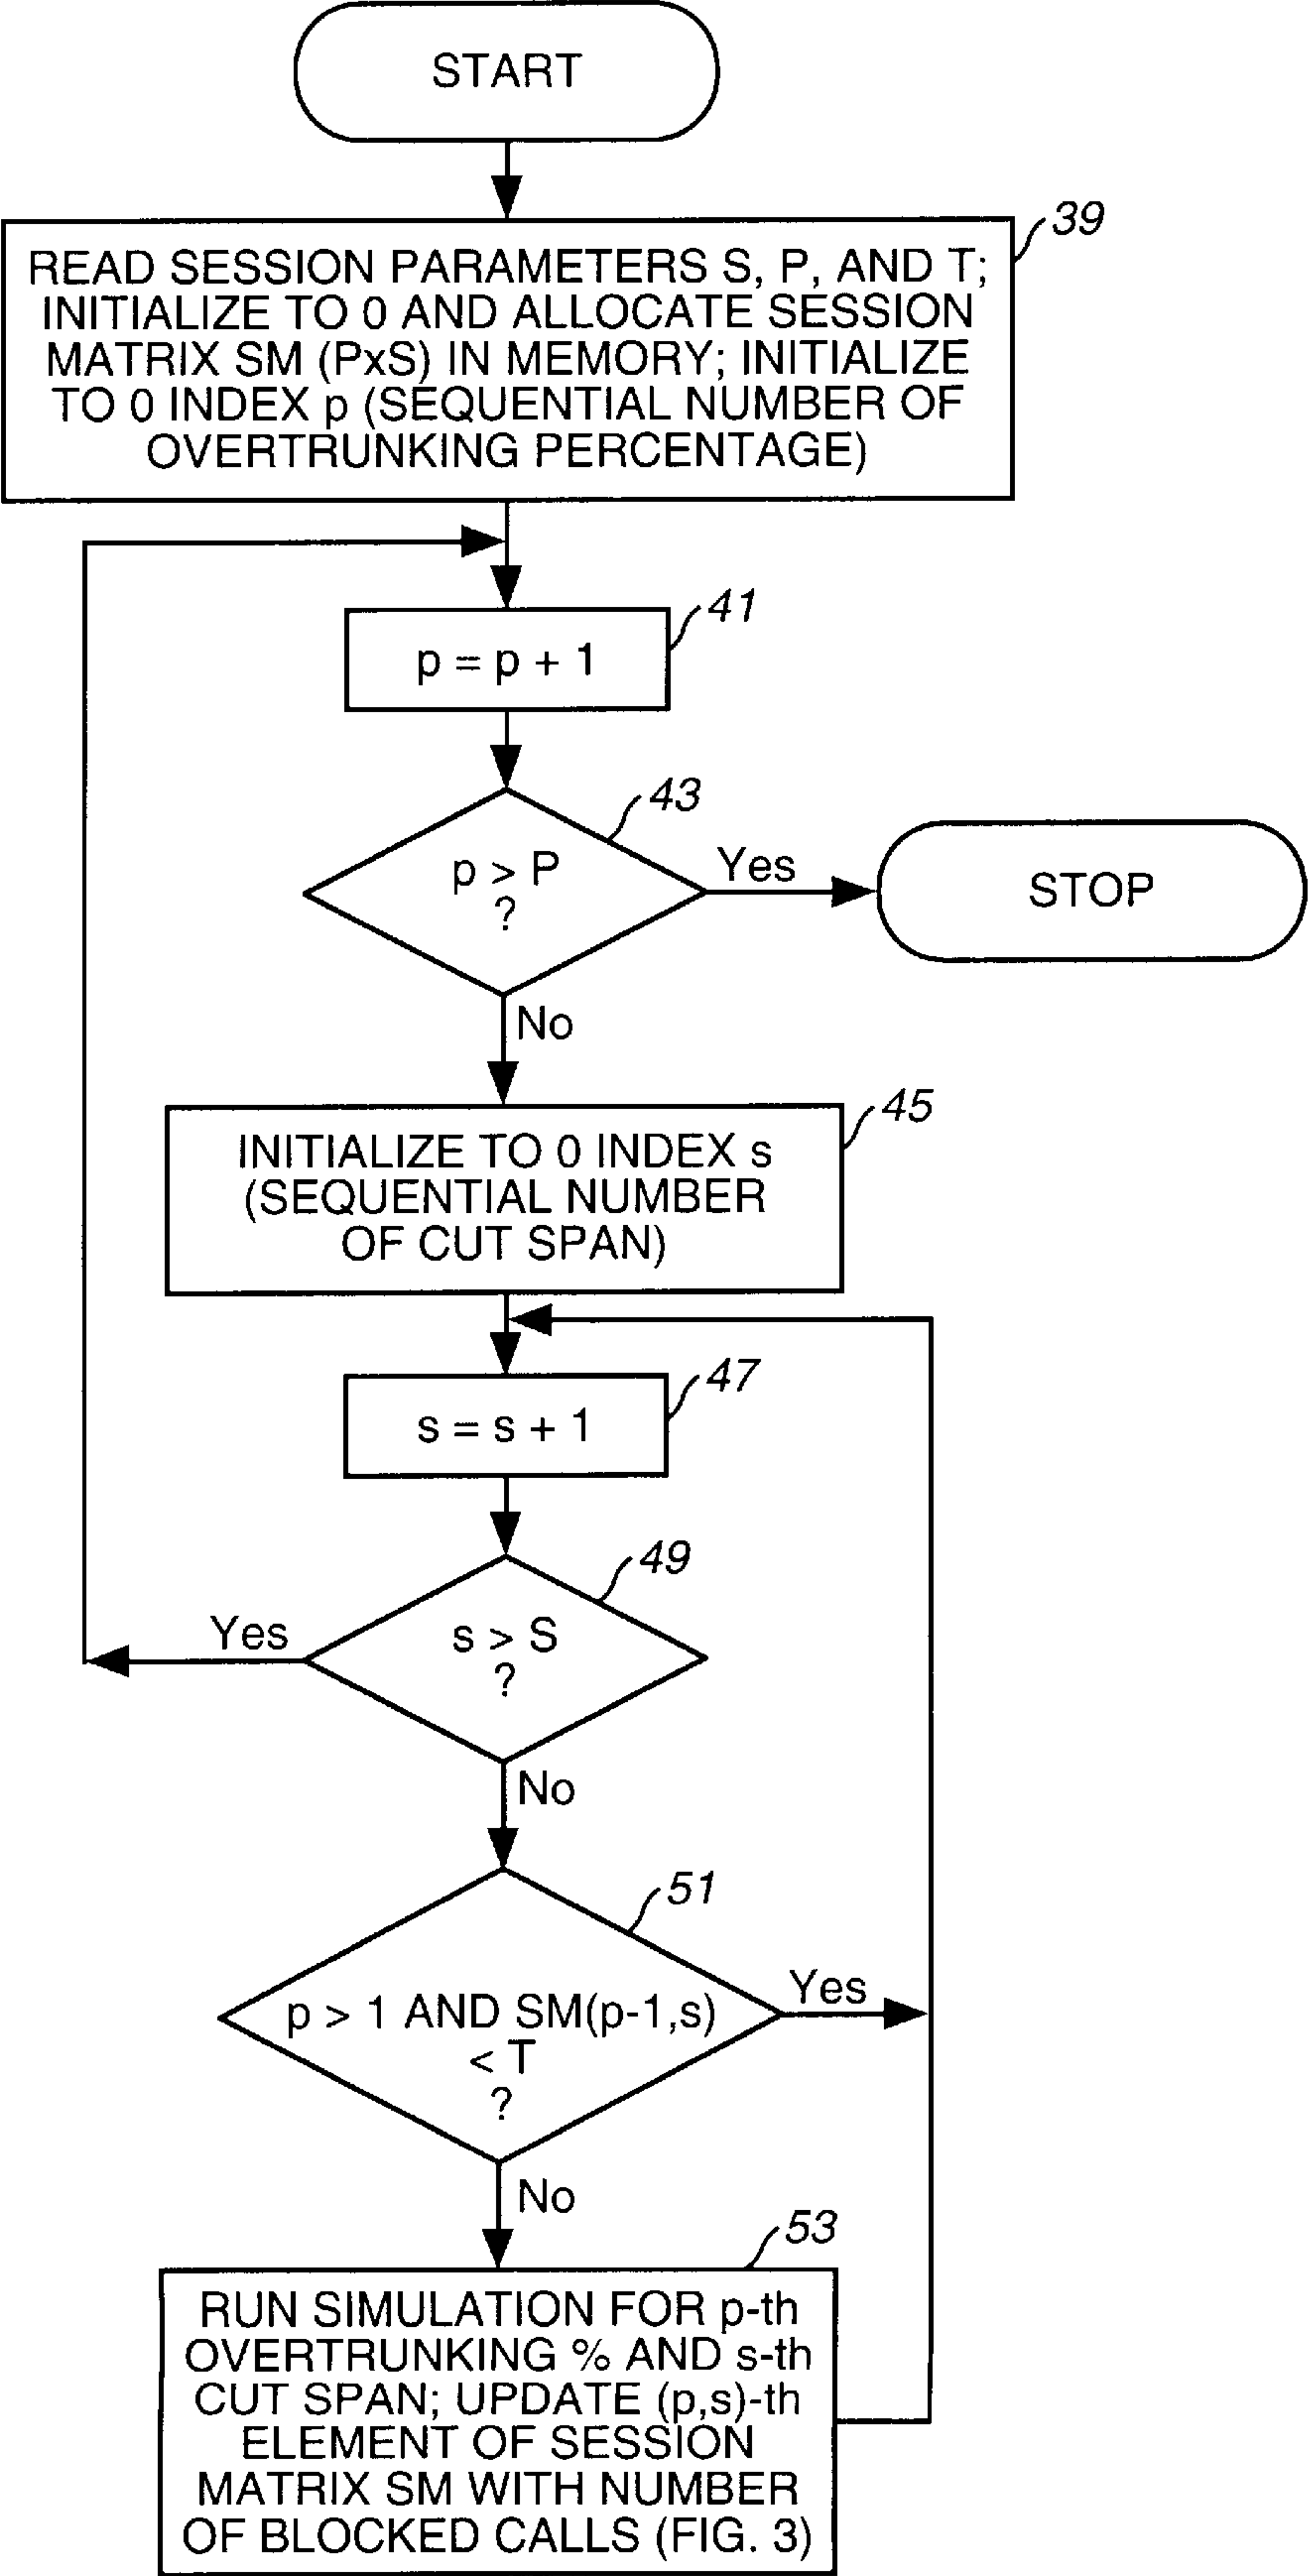 START
39
READ SESSION PARAMETERS S, P, AND T;
INITIALIZE TO 0 AND ALLOCATE SESSION
MATRIX SM (PxS) IN MEMORY; INITIALIZE
TO 0 INDEX p (SEQUENTIAL NUMBER OF
OVERTRUNKING PERCENTAGE)
41
p = p + 1
43
p > P
?
Yes
STOP
No
45
INITIALIZE TO 0 INDEX s
(SEQUENTIAL NUMBER
OF CUT SPAN)
47
s = s + 1
49
s > S
?
Yes
No
51
p > 1 AND SM(p-1,s)
< T
?
Yes
No
53
RUN SIMULATION FOR p-th
OVERTRUNKING % AND s-th
CUT SPAN; UPDATE (p,s)-th
ELEMENT OF SESSION
MATRIX SM WITH NUMBER
OF BLOCKED CALLS (FIG. 3)